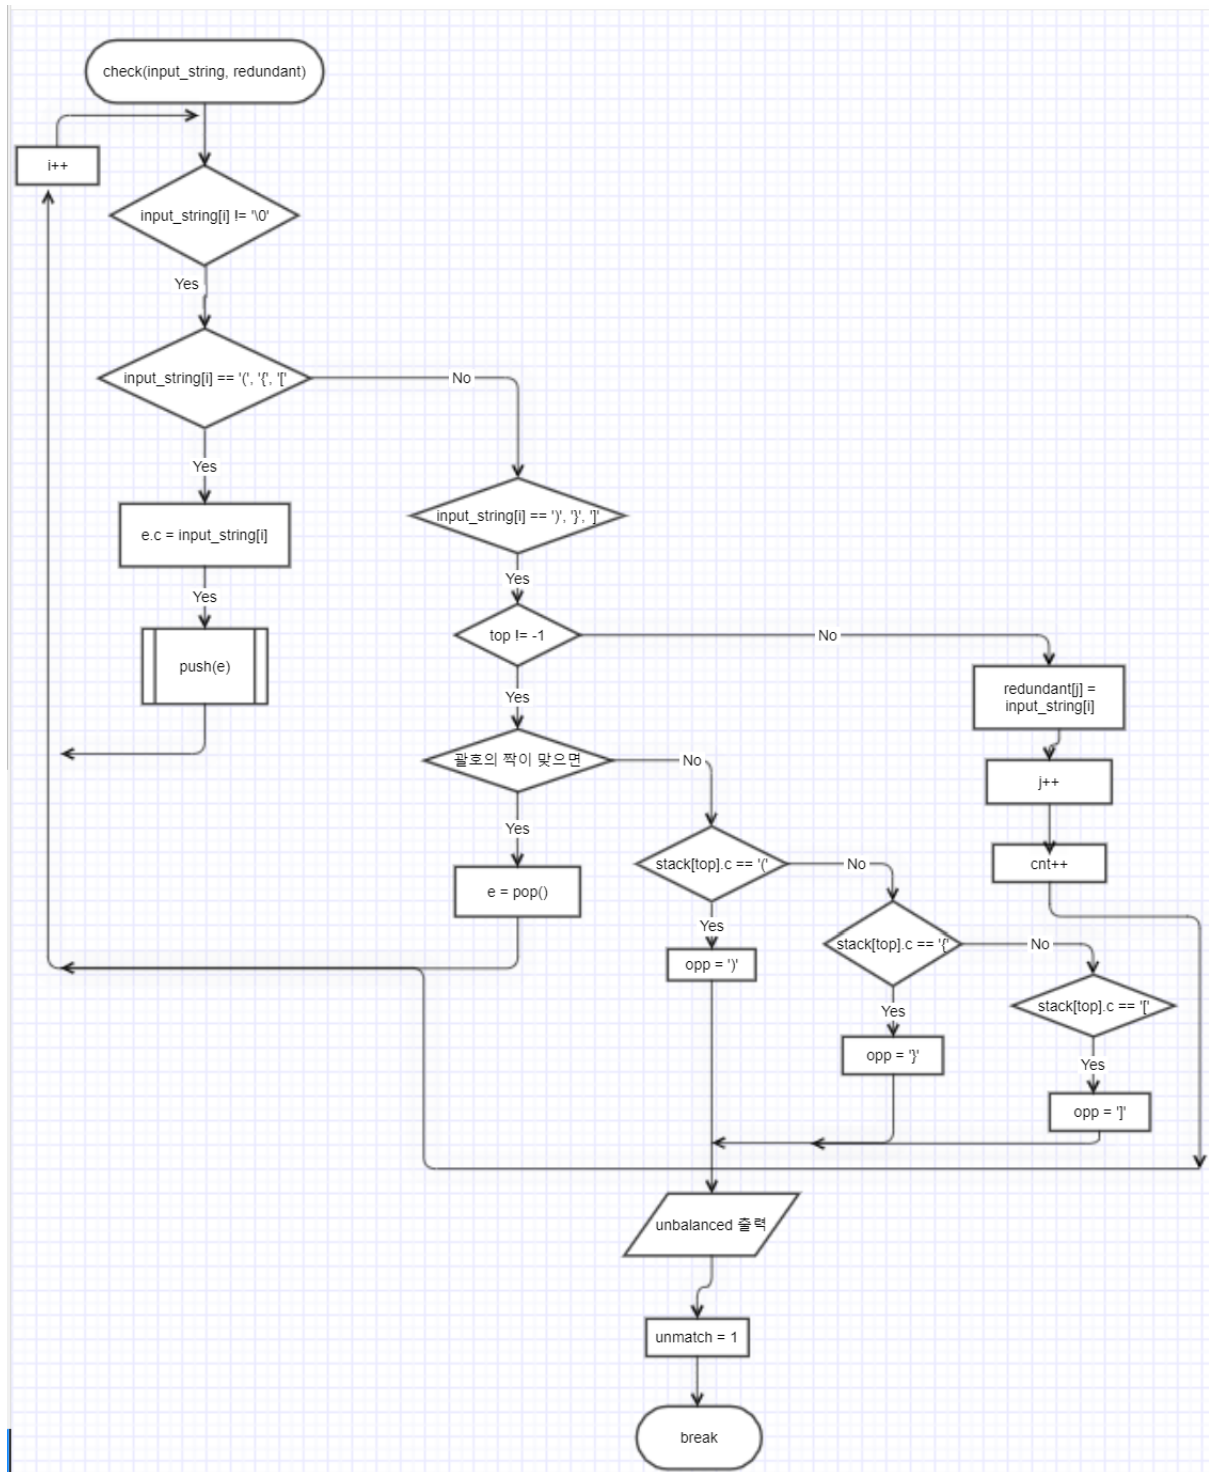 check(input_string, redundant)
i++
input_string[i] != '\0'
Yes
input_string[i] == '(', '{', '['
No
Yes
e.c = input_string[i]
input_string[i] == ')', '}', ']'
Yes
Yes
push(e)
top != -1
No
Yes
redundant[j] =
input_string[i]
괄호의 짝이 맞으면
No
j++
Yes
e = pop()
stack[top].c == '('
No
cnt++
Yes
opp = ')'
stack[top].c == '{'
No
Yes
stack[top].c == '['
opp = '}'
Yes
opp = ']'
unbalanced 출력
unmatch = 1
break